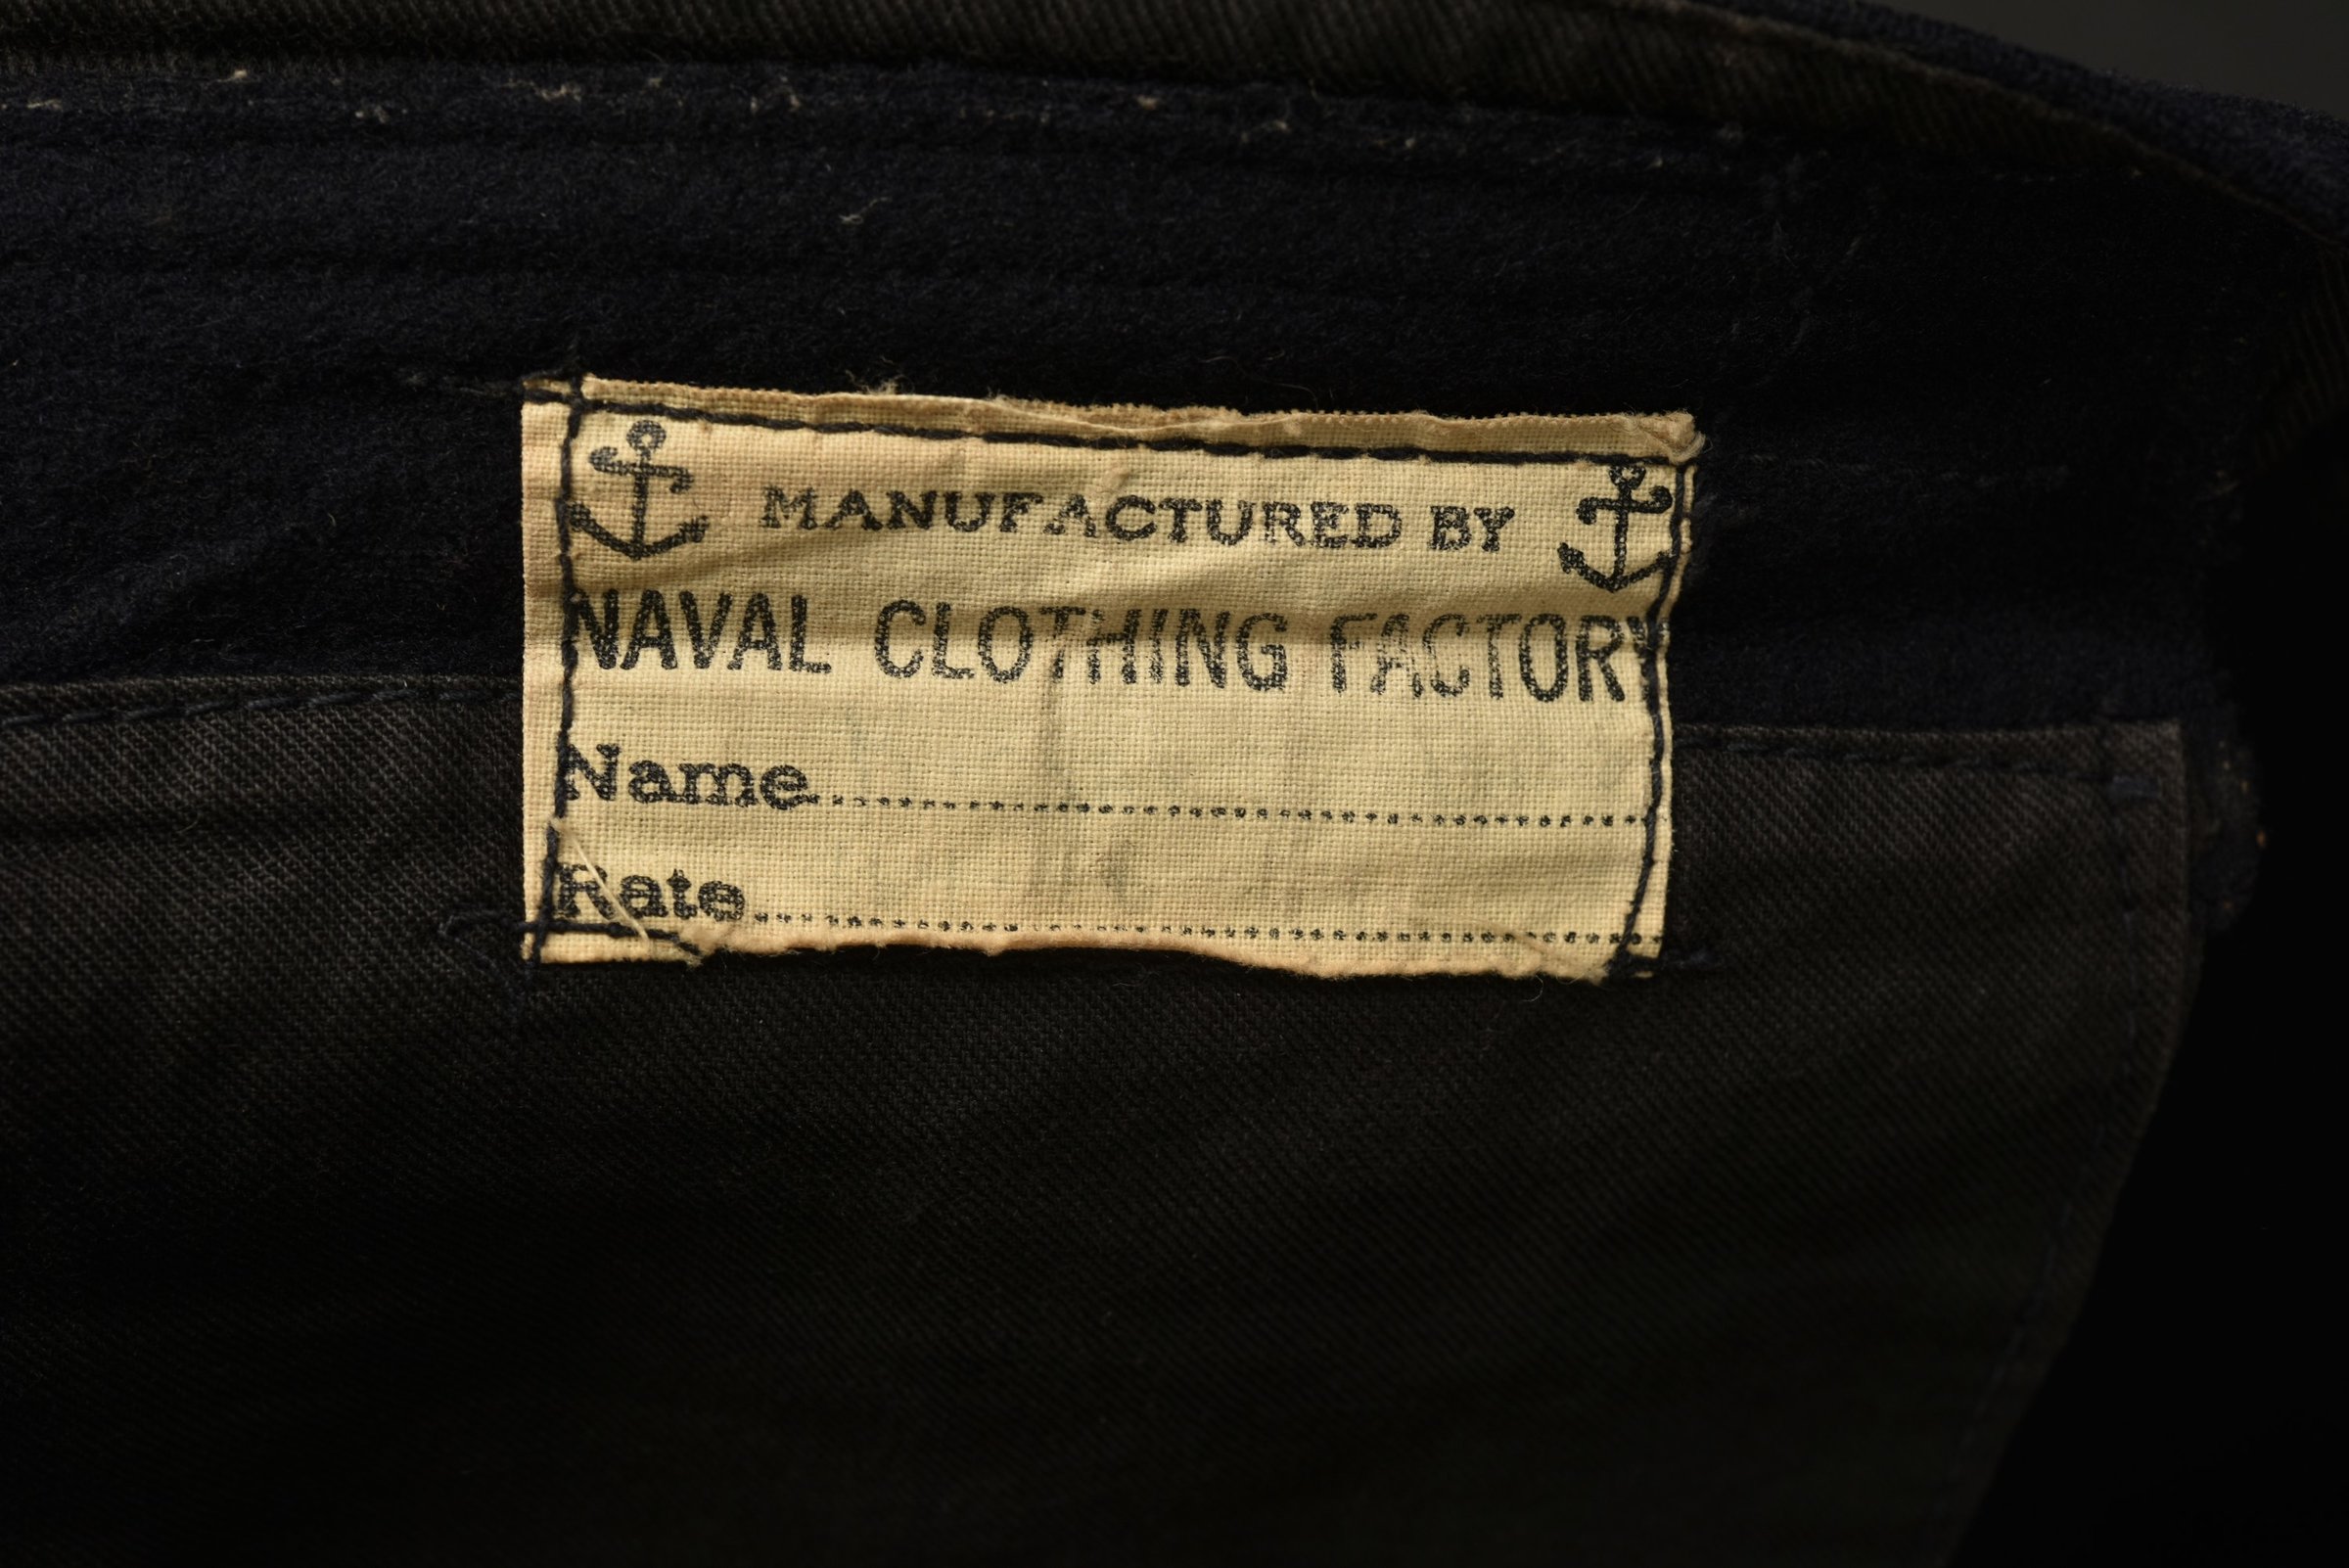 MANUFACTURED BY
NAVAL CLOTHING FACTORY
Name....................
Rate....................